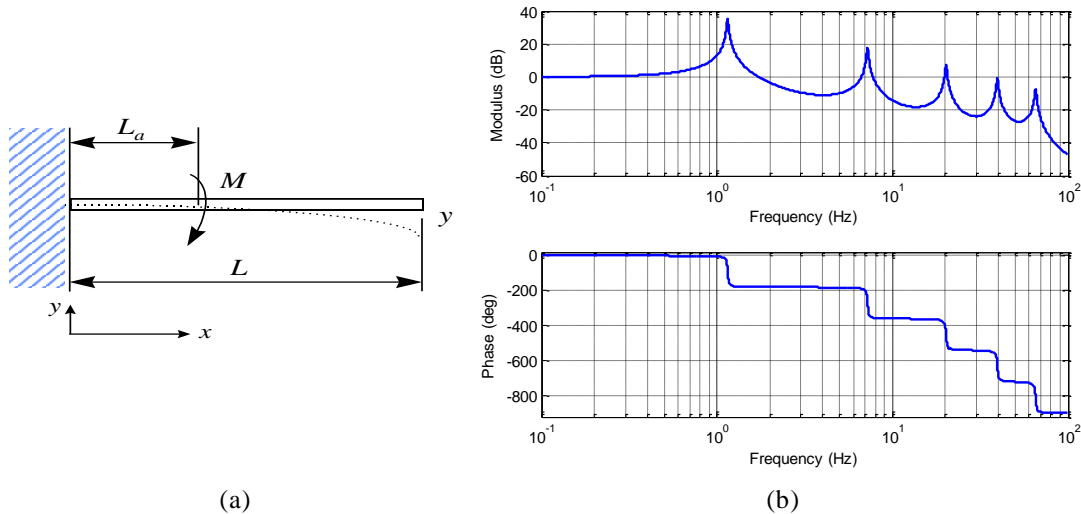 L_a
M
y
L
y
x
(a)
40
20
0
-20
-40
-60
Modulus (dB)
10^-1
10^0
10^1
10^2
Frequency (Hz)
0
-200
-400
-600
-800
Phase (deg)
10^-1
10^0
10^1
10^2
Frequency (Hz)
(b)